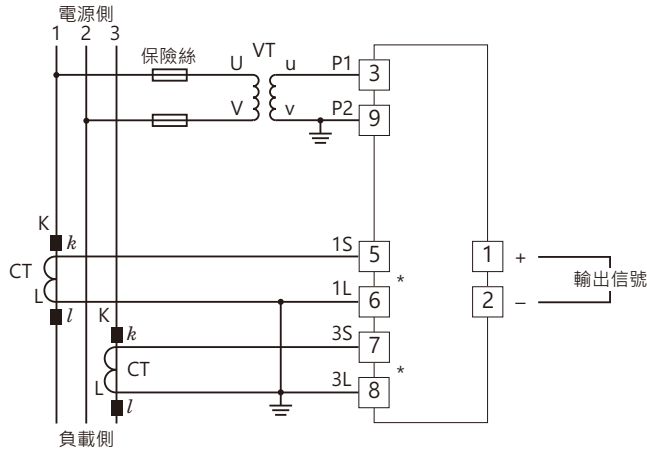 電源側
1 2 3
保險絲
VT
U u P1 3
V v P2 9
K
k
CT
L
l
1S 5
*
1L 6
K
k
CT
L
l
3S 7
*
3L 8
1 +
輸出信號
2 −
負載側